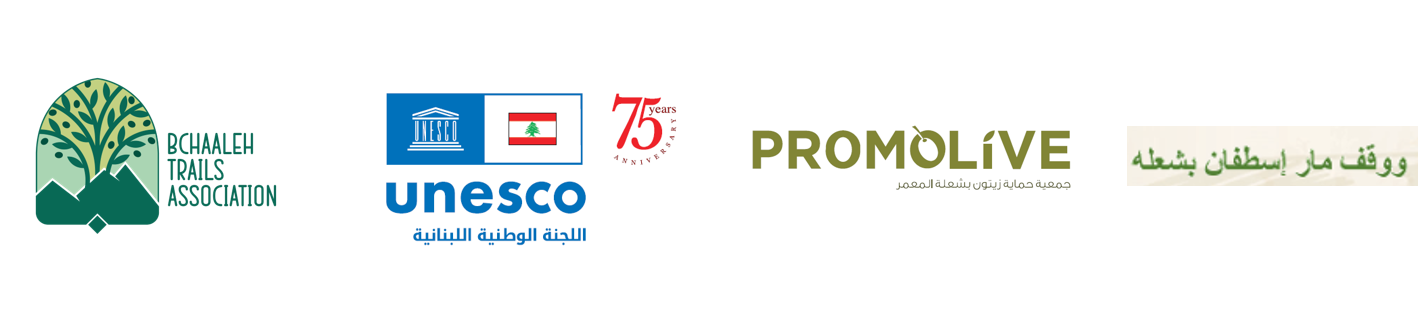 BCHAALEH
TRAILS
ASSOCIATION
UNESCO
unesco
اللجنة الوطنية اللبنانية
75 years
ANNIVERSARY
PROMOLIVE
جمعية حماية زيتون بشعلة المعمر
ووقف مار إسطفان بشعله